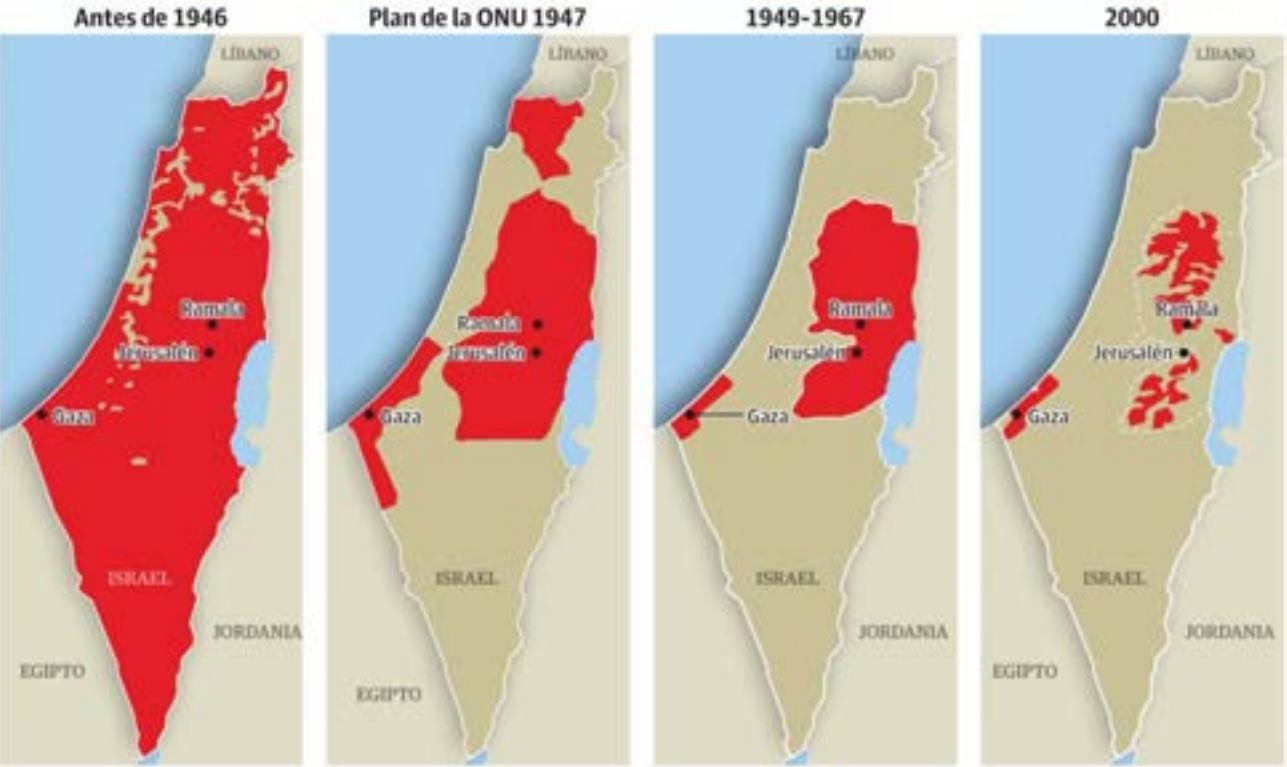 Antes de 1946
LÍBANO
Ramala
Jerusalén
Gaza
ISRAEL
JORDANIA
EGIPTO
Plan de la ONU 1947
LÍBANO
Ramala
Jerusalén
Gaza
ISRAEL
EGIPTO
1949-1967
LÍBANO
Ramala
Jerusalén
Gaza
ISRAEL
JORDANIA
2000
LÍBANO
Ramala
Jerusalén
Gaza
ISRAEL
JORDANIA
EGIPTO